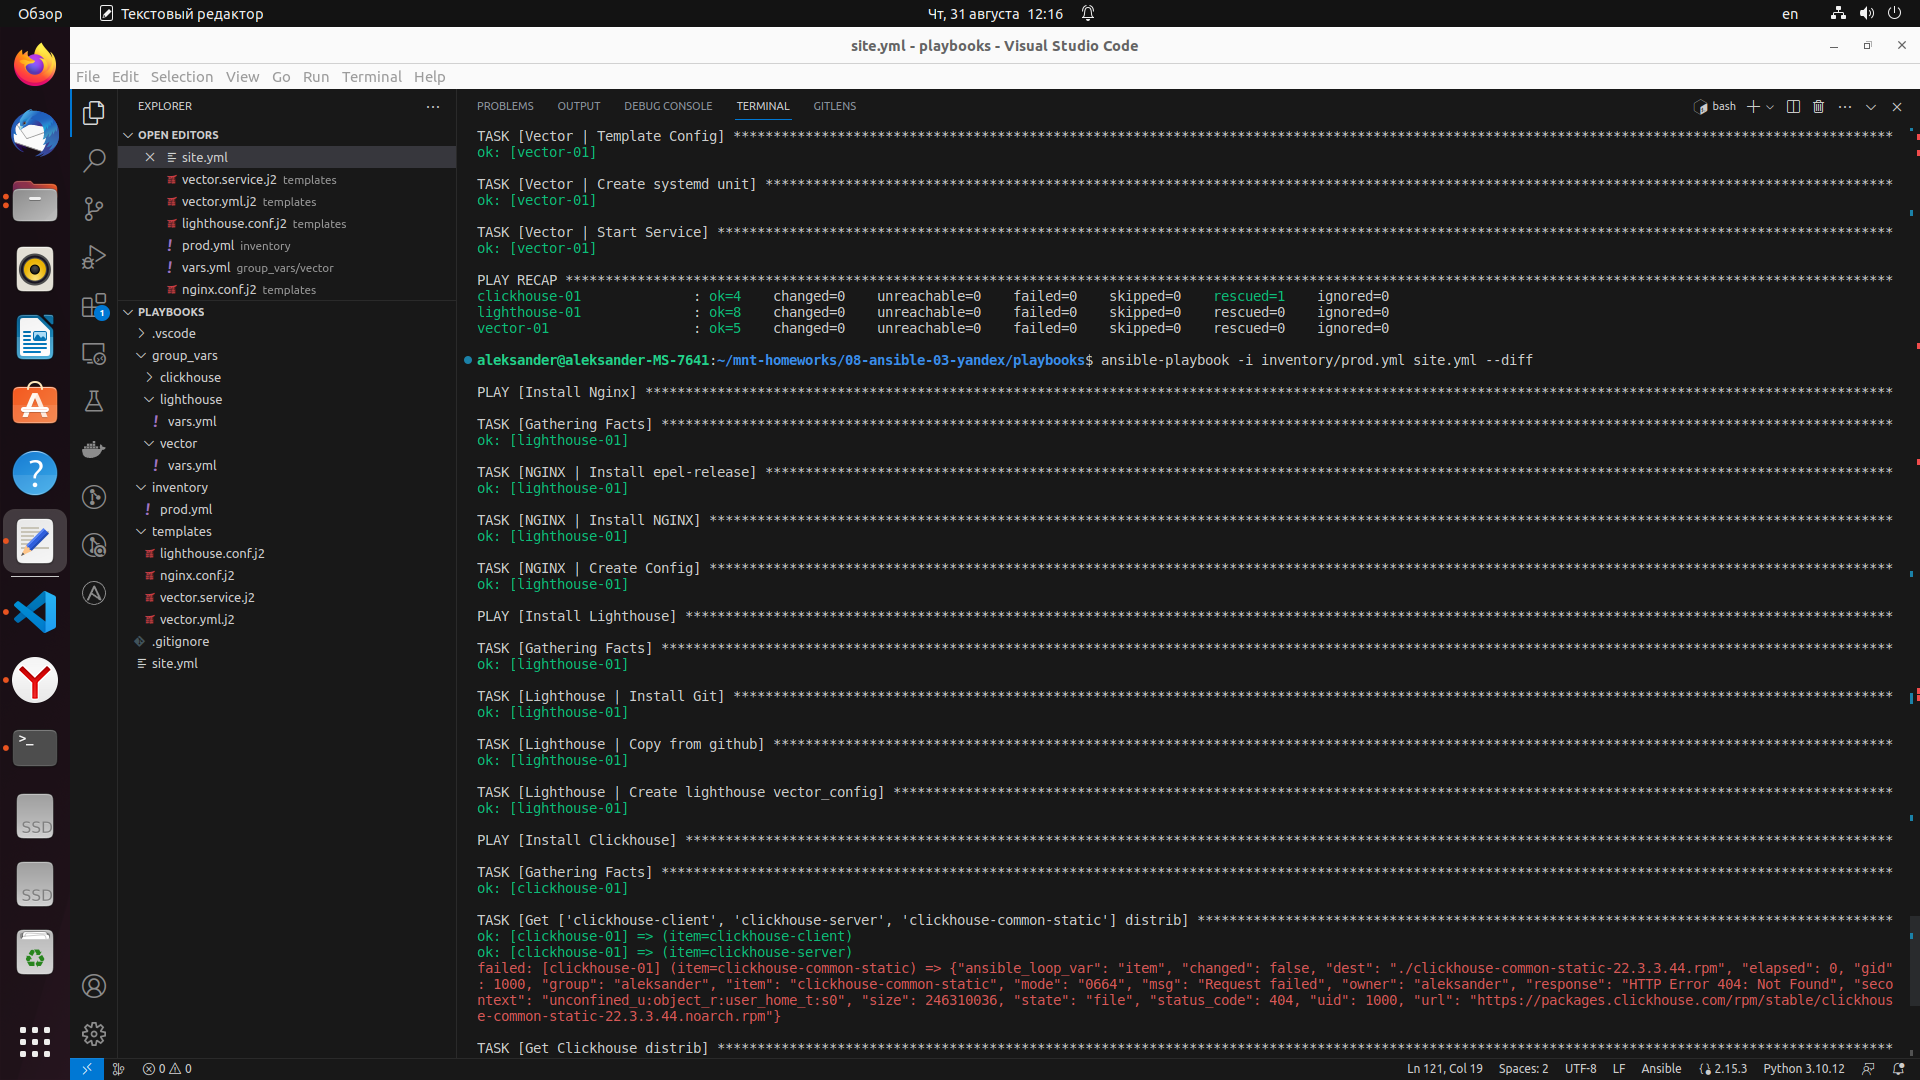 Обзор
Текстовый редактор
Чт, 31 августа 12:16
en
site.yml - playbooks - Visual Studio Code
File Edit Selection View Go Run Terminal Help
EXPLORER
OPEN EDITORS
site.yml
vector.service.j2 templates
vector.yml.j2 templates
lighthouse.conf.j2 templates
! prod.yml inventory
! vars.yml group_vars/vector
nginx.conf.j2 templates
PLAYBOOKS
.vscode
group_vars
clickhouse
lighthouse
! vars.yml
vector
! vars.yml
inventory
! prod.yml
templates
lighthouse.conf.j2
nginx.conf.j2
vector.service.j2
vector.yml.j2
.gitignore
site.yml
1
SSD
SSD
PROBLEMS OUTPUT DEBUG CONSOLE TERMINAL GITLENS
bash
TASK [Vector | Template Config] ***
ok: [vector-01]
TASK [Vector | Create systemd unit] ***
ok: [vector-01]
TASK [Vector | Start Service] ***
ok: [vector-01]
PLAY RECAP ***
clickhouse-01 : ok=4 changed=0 unreachable=0 failed=0 skipped=0 rescued=1 ignored=0
lighthouse-01 : ok=8 changed=0 unreachable=0 failed=0 skipped=0 rescued=0 ignored=0
vector-01 : ok=5 changed=0 unreachable=0 failed=0 skipped=0 rescued=0 ignored=0
aleksander@aleksander-MS-7641:~/mnt-homeworks/08-ansible-03-yandex/playbooks$ ansible-playbook -i inventory/prod.yml site.yml --diff
PLAY [Install Nginx] ***
TASK [Gathering Facts] ***
ok: [lighthouse-01]
TASK [NGINX | Install epel-release] ***
ok: [lighthouse-01]
TASK [NGINX | Install NGINX] ***
ok: [lighthouse-01]
TASK [NGINX | Create Config] ***
ok: [lighthouse-01]
PLAY [Install Lighthouse] ***
TASK [Gathering Facts] ***
ok: [lighthouse-01]
TASK [Lighthouse | Install Git] ***
ok: [lighthouse-01]
TASK [Lighthouse | Copy from github] ***
ok: [lighthouse-01]
TASK [Lighthouse | Create lighthouse vector_config] ***
ok: [lighthouse-01]
PLAY [Install Clickhouse] ***
TASK [Gathering Facts] ***
ok: [clickhouse-01]
TASK [Get ['clickhouse-client', 'clickhouse-server', 'clickhouse-common-static'] distrib] ***
ok: [clickhouse-01] => (item=clickhouse-client)
ok: [clickhouse-01] => (item=clickhouse-server)
failed: [clickhouse-01] (item=clickhouse-common-static) => {"ansible_loop_var": "item", "changed": false, "dest": "./clickhouse-common-static-22.3.3.44.rpm", "elapsed": 0, "gid"
: 1000, "group": "aleksander", "item": "clickhouse-common-static", "mode": "0664", "msg": "Request failed", "owner": "aleksander", "response": "HTTP Error 404: Not Found", "seco
ntext": "unconfined_u:object_r:user_home_t:s0", "size": 246310036, "state": "file", "status_code": 404, "uid": 1000, "url": "https://packages.clickhouse.com/rpm/stable/clickhous
e-common-static-22.3.3.44.noarch.rpm"}
TASK [Get Clickhouse distrib] ***
0 0
Ln 121, Col 19 Spaces: 2 UTF-8 LF Ansible 2.15.3 Python 3.10.12